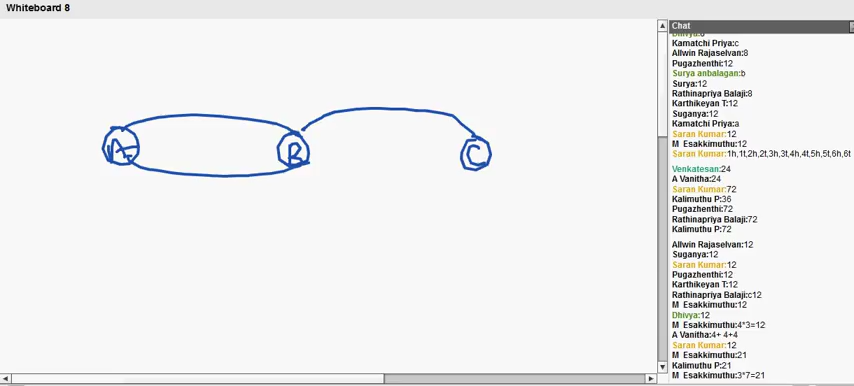 Whiteboard 8
A
B
C
Chat
Dhivya:b
Kamatchi Priya:c
Allwin Rajaselvan:8
Pugazhenthi:12
Surya anbalagan:b
Surya:12
Rathinapriya Balaji:8
Karthikeyan T:12
Suganya:12
Kamatchi Priya:a
Saran Kumar:12
M Esakkimuthu:12
Saran Kumar:1h,1t,2h,2t,3h,3t,4h,4t,5h,5t,6h,6t
Venkatesan:24
A Vanitha:24
Saran Kumar:72
Kalimuthu P:36
Pugazhenthi:72
Rathinapriya Balaji:72
Kalimuthu P:72
Allwin Rajaselvan:12
Suganya:12
Saran Kumar:12
Pugazhenthi:12
Karthikeyan T:12
Rathinapriya Balaji:c12
M Esakkimuthu:12
Dhivya:12
M Esakkimuthu:4*3=12
A Vanitha:4+ 4+4
Saran Kumar:12
M Esakkimuthu:21
Kalimuthu P:21
M Esakkimuthu:3*7=21